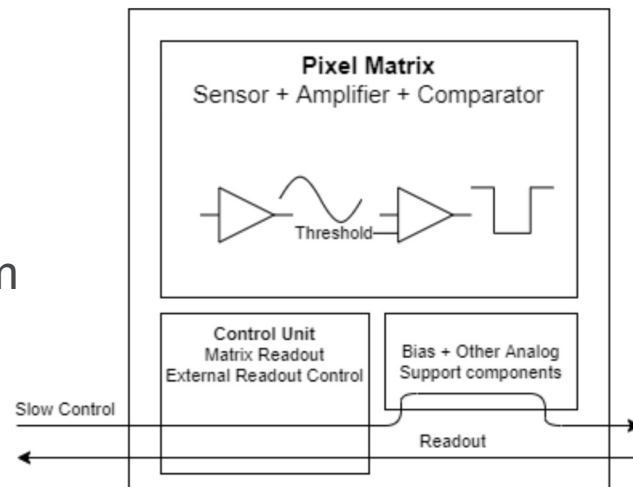 Pixel Matrix
Sensor + Amplifier + Comparator
Threshold
Control Unit
Matrix Readout
External Readout Control
Bias + Other Analog
Support components
Slow Control
Readout